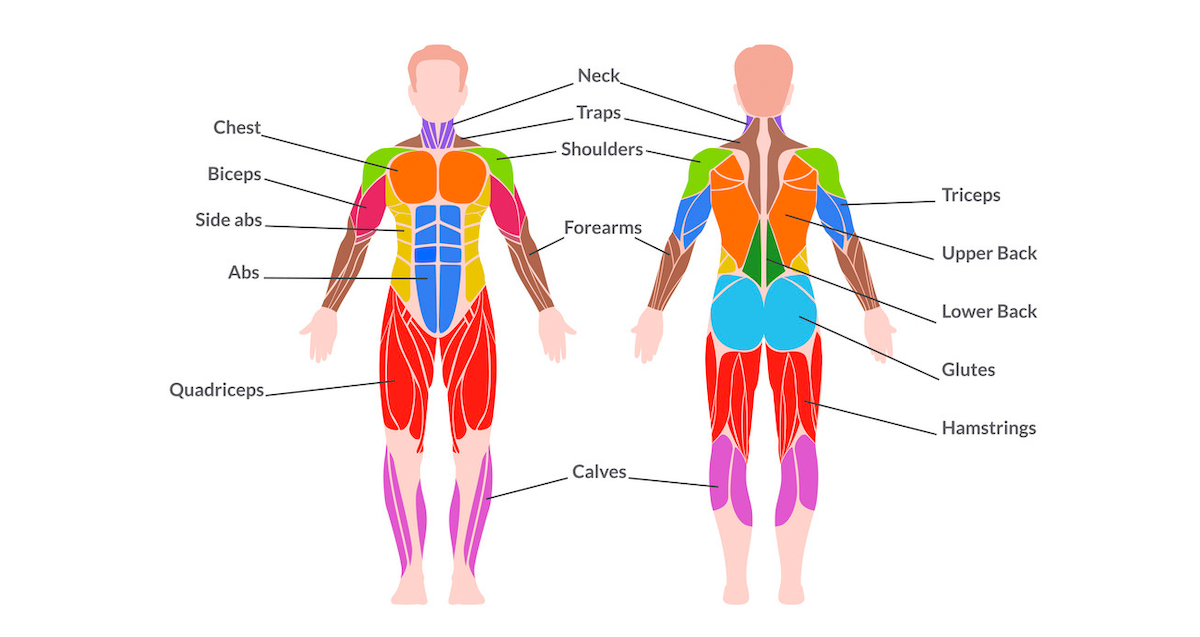 Neck
Traps
Chest
Shoulders
Biceps
Triceps
Side abs
Forearms
Upper Back
Abs
Lower Back
Glutes
Quadriceps
Hamstrings
Calves